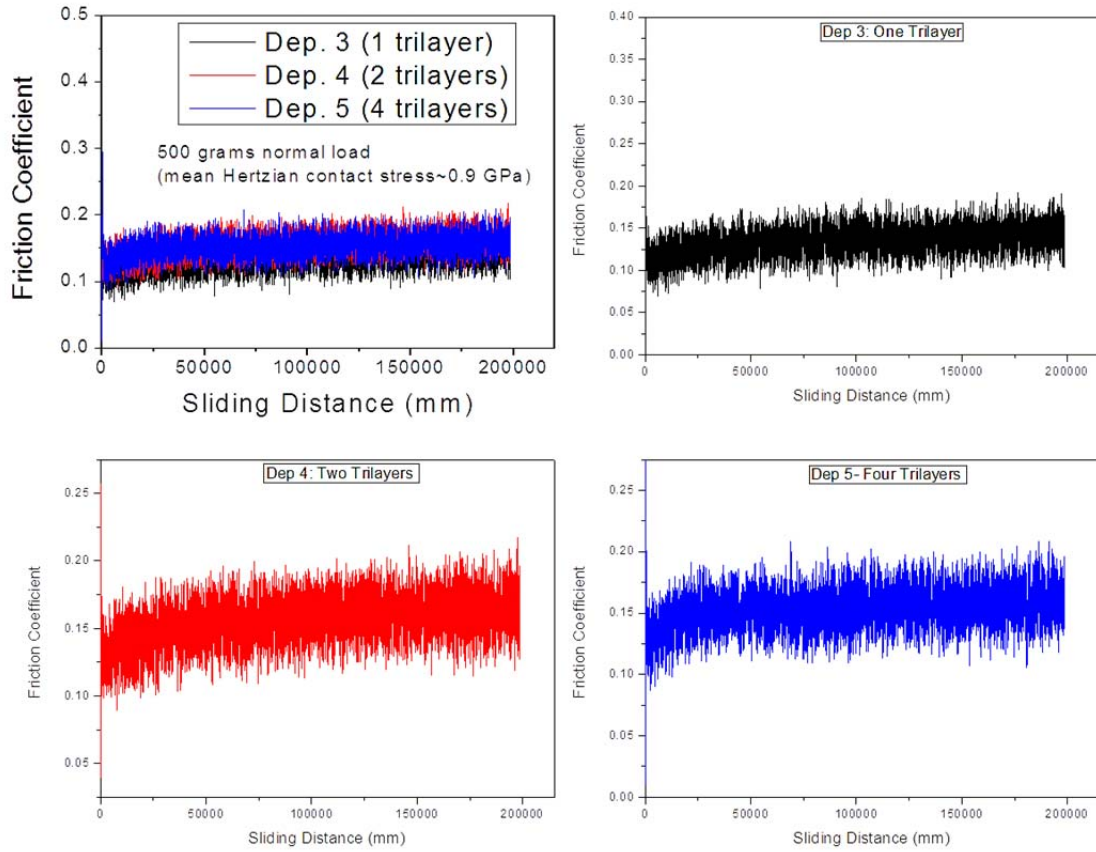 0.5
0.4
0.3
0.2
0.1
0.0
Friction Coefficient
Dep. 3 (1 trilayer)
Dep. 4 (2 trilayers)
Dep. 5 (4 trilayers)
500 grams normal load
(mean Hertzian contact stress~0.9 GPa)
0 50000 100000 150000 200000
Sliding Distance (mm)
0.40
0.35
0.30
0.25
0.20
0.15
0.10
0.05
0.00
Friction Coefficient
Dep 3: One Trilayer
0 50000 100000 150000 200000
Sliding Distance (mm)
0.25
0.20
0.15
0.10
0.05
Friction Coefficient
Dep 4: Two Trilayers
0 50000 100000 150000 200000
Sliding Distance (mm)
0.25
0.20
0.15
0.10
0.05
0.00
Friction Coefficient
Dep 5- Four Trilayers
0 50000 100000 150000 200000
Sliding Distance (mm)